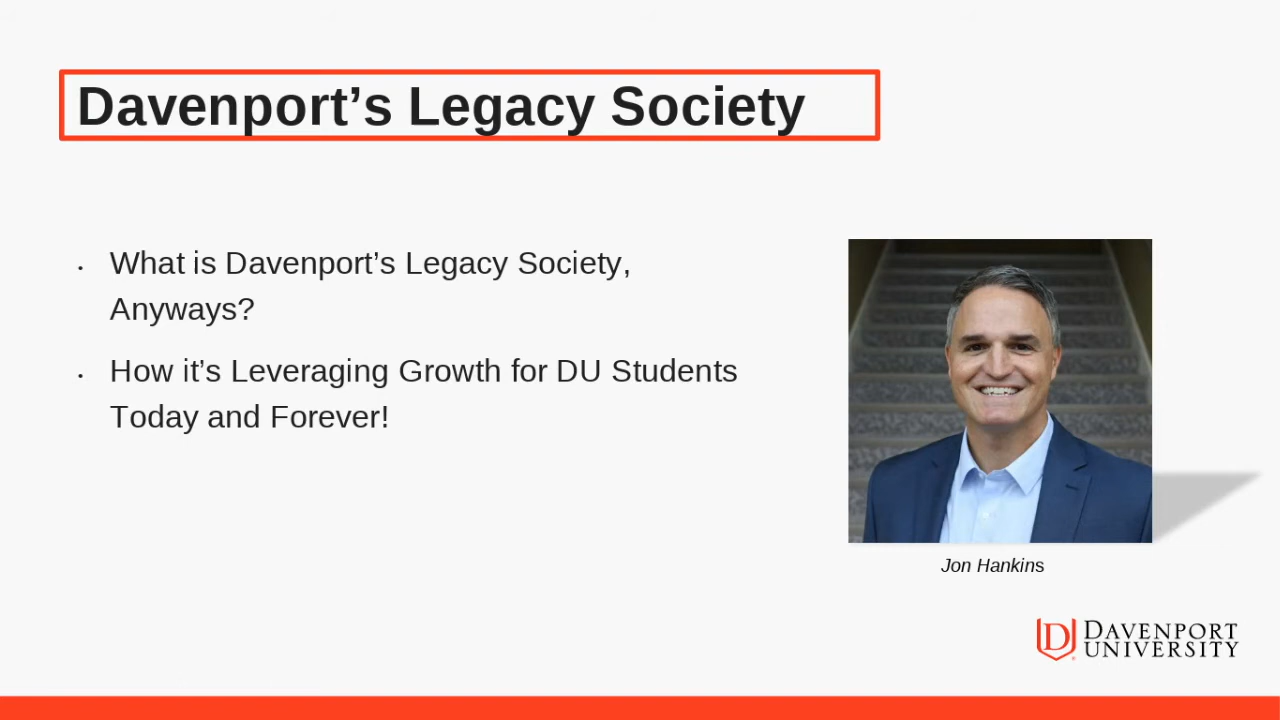 Davenport’s Legacy Society
• What is Davenport’s Legacy Society,
Anyways?
• How it’s Leveraging Growth for DU Students
Today and Forever!
Jon Hankins
D DAVENPORT
UNIVERSITY